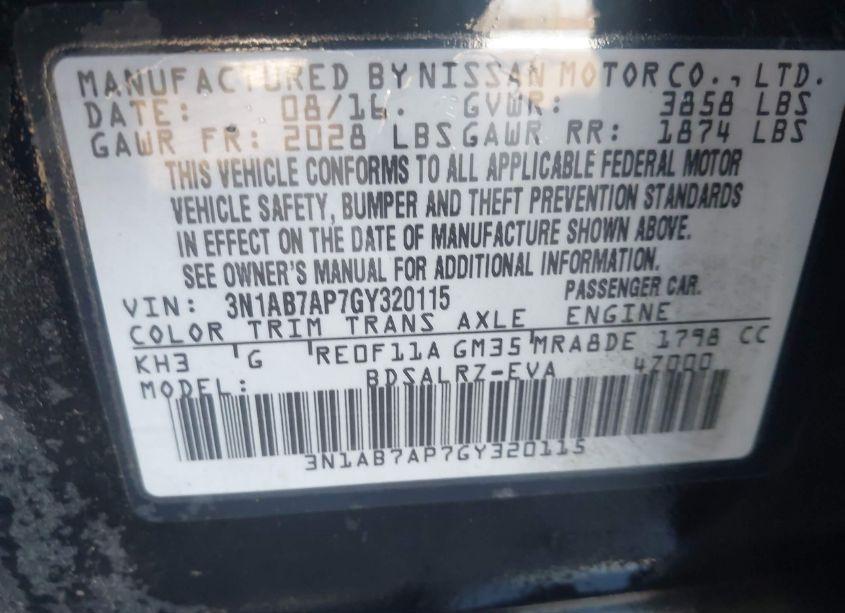 MANUFACTURED BY NISSAN MOTOR CO., LTD.
DATE: 08/16. GVWR: 3858 LBS
GAWR FR: 2028 LBS GAWR RR: 1874 LBS
THIS VEHICLE CONFORMS TO ALL APPLICABLE FEDERAL MOTOR
VEHICLE SAFETY, BUMPER AND THEFT PREVENTION STANDARDS
IN EFFECT ON THE DATE OF MANUFACTURE SHOWN ABOVE.
SEE OWNER'S MANUAL FOR ADDITIONAL INFORMATION.
VIN: 3N1AB7AP7GY320115 PASSENGER CAR.
COLOR TRIM TRANS AXLE ENGINE
KH3 G RE0F11A GM35 MRA8DE 1798 CC
MODEL: BDSALRZ-EVA 4Z000
3N1AB7AP7GY320115